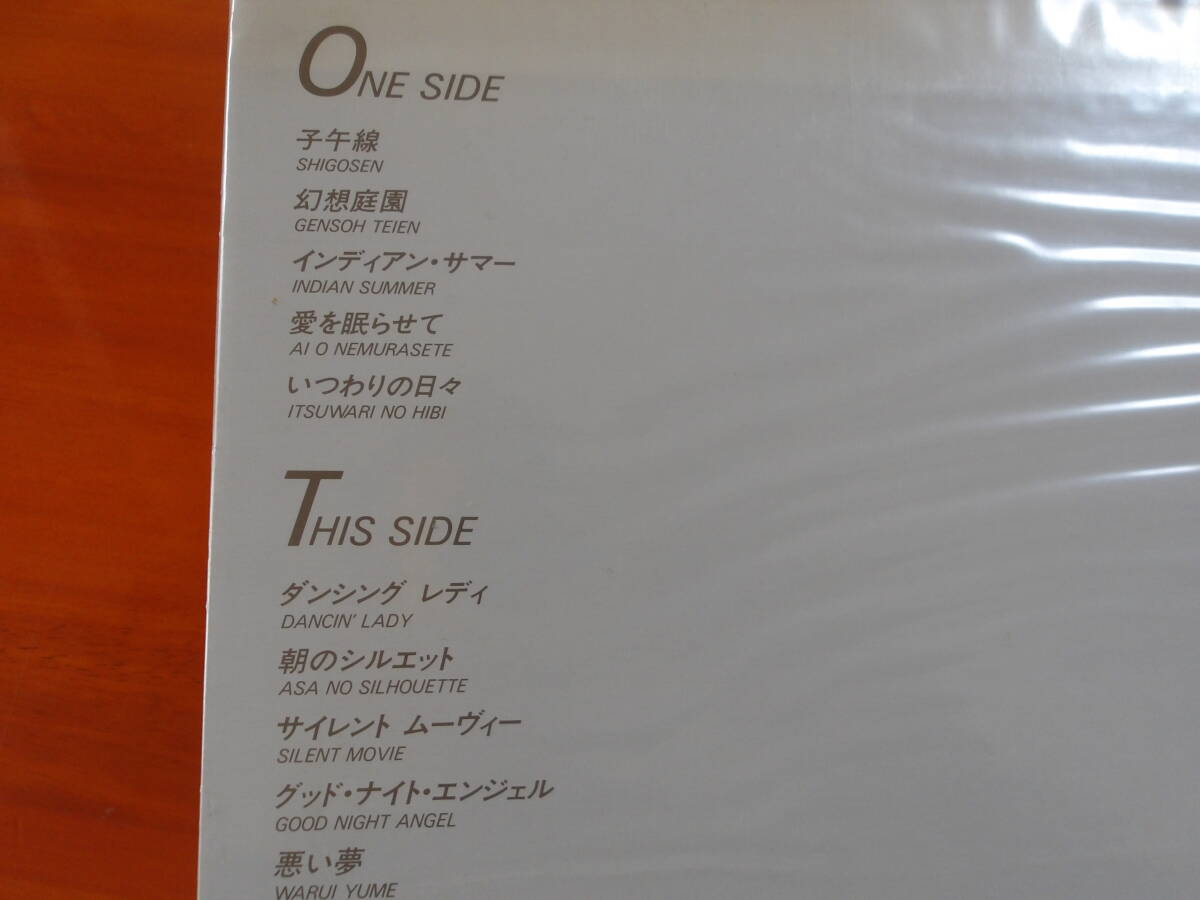 ONE SIDE
子午線
SHIGOSEN
幻想庭園
GENSOH TEIEN
インディアン・サマー
INDIAN SUMMER
愛を眠らせて
AI O NEMURASETE
いつわりの日々
ITSUWARI NO HIBI
THIS SIDE
ダンシング レディ
DANCIN' LADY
朝のシルエット
ASA NO SILHOUETTE
サイレント ムーヴィー
SILENT MOVIE
グッド・ナイト・エンジェル
GOOD NIGHT ANGEL
悪い夢
WARUI YUME